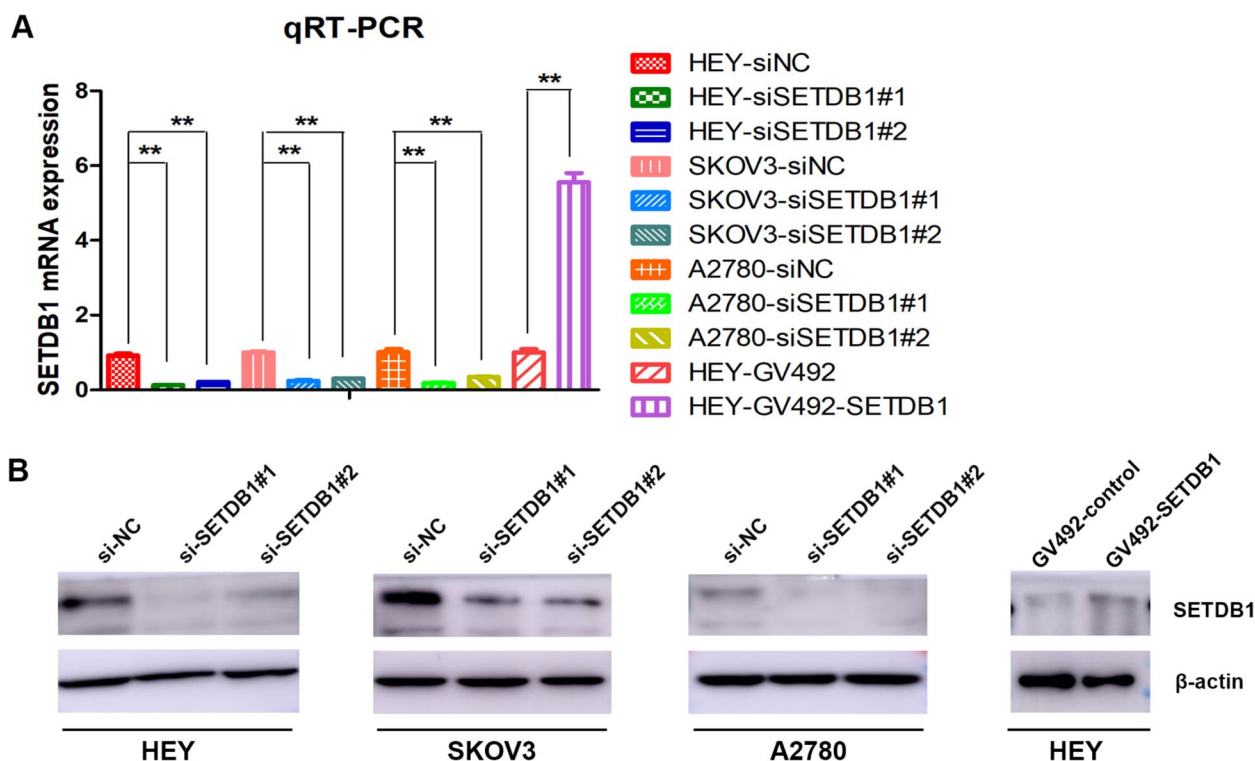 A
qRT-PCR
SETDB1 mRNA expression
8
6
4
2
0
**
**
**
**
**
**
**
HEY-siNC
HEY-siSETDB1#1
HEY-siSETDB1#2
SKOV3-siNC
SKOV3-siSETDB1#1
SKOV3-siSETDB1#2
A2780-siNC
A2780-siSETDB1#1
A2780-siSETDB1#2
HEY-GV492
HEY-GV492-SETDB1
B
si-NC
si-SETDB1#1
si-SETDB1#2
si-NC
si-SETDB1#1
si-SETDB1#2
si-NC
si-SETDB1#1
si-SETDB1#2
GV492-control
GV492-SETDB1
SETDB1
β-actin
HEY
SKOV3
A2780
HEY